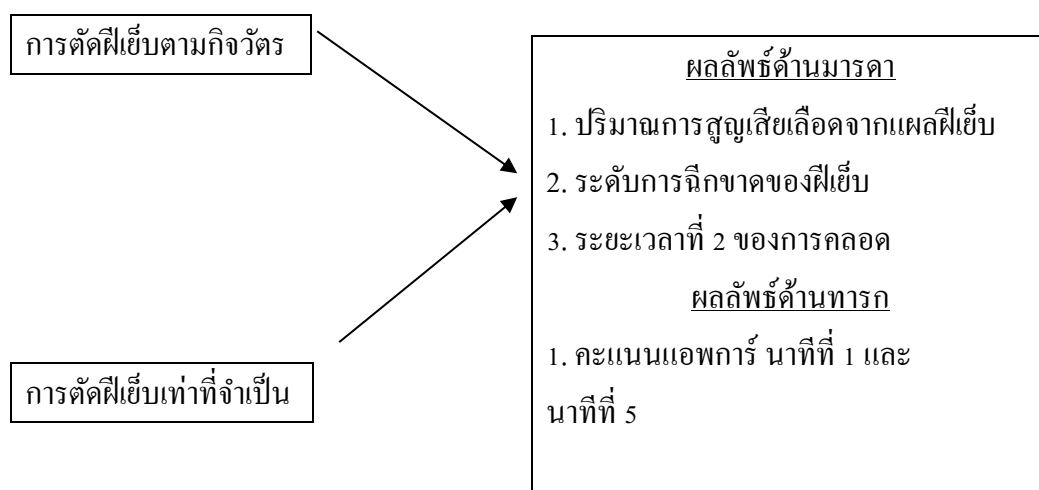 การตัดฝีเย็บตามกิจวัตร
ผลลัพธ์ด้านมารดา
1. ปริมาณการสูญเสียเลือดจากแผลฝีเย็บ
2. ระดับการฉีกขาดของฝีเย็บ
3. ระยะเวลาที่ 2 ของการคลอด
ผลลัพธ์ด้านทารก
1. คะแนนแอพการ์ นาทีที่ 1 และ
นาทีที่ 5
การตัดฝีเย็บเท่าที่จำเป็น